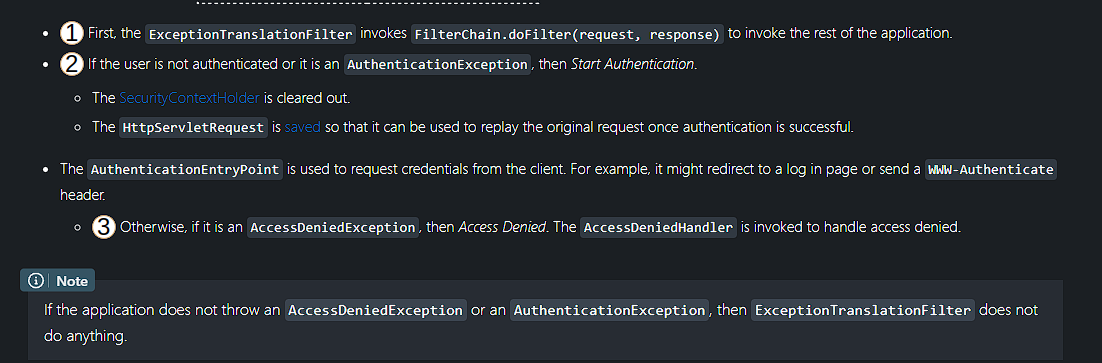 1 First, the ExceptionTranslationFilter invokes FilterChain.doFilter(request, response) to invoke the rest of the application.
2 If the user is not authenticated or it is an AuthenticationException, then Start Authentication.
The SecurityContextHolder is cleared out.
The HttpServletRequest is saved so that it can be used to replay the original request once authentication is successful.
The AuthenticationEntryPoint is used to request credentials from the client. For example, it might redirect to a log in page or send a WWW-Authenticate
header.
3 Otherwise, if it is an AccessDeniedException, then Access Denied. The AccessDeniedHandler is invoked to handle access denied.
Note
If the application does not throw an AccessDeniedException or an AuthenticationException, then ExceptionTranslationFilter does not
do anything.